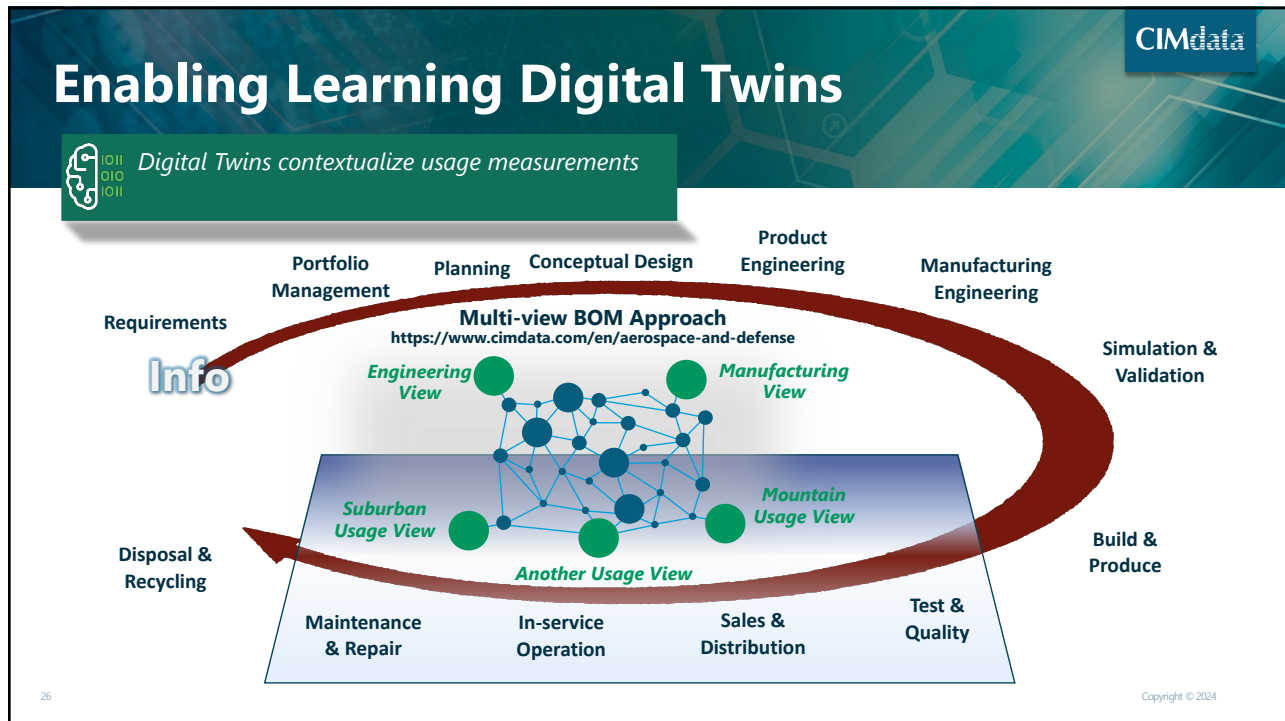 CIMdata
Enabling Learning Digital Twins
1011
010
1011
Digital Twins contextualize usage measurements
Requirements
Portfolio
Management
Planning
Conceptual Design
Product
Engineering
Manufacturing
Engineering
Simulation &
Validation
Build &
Produce
Test &
Quality
Sales &
Distribution
In-service
Operation
Maintenance
& Repair
Disposal &
Recycling
Info
Multi-view BOM Approach
https://www.cimdata.com/en/aerospace-and-defense
Engineering
View
Manufacturing
View
Suburban
Usage View
Mountain
Usage View
Another Usage View
26
Copyright © 2024